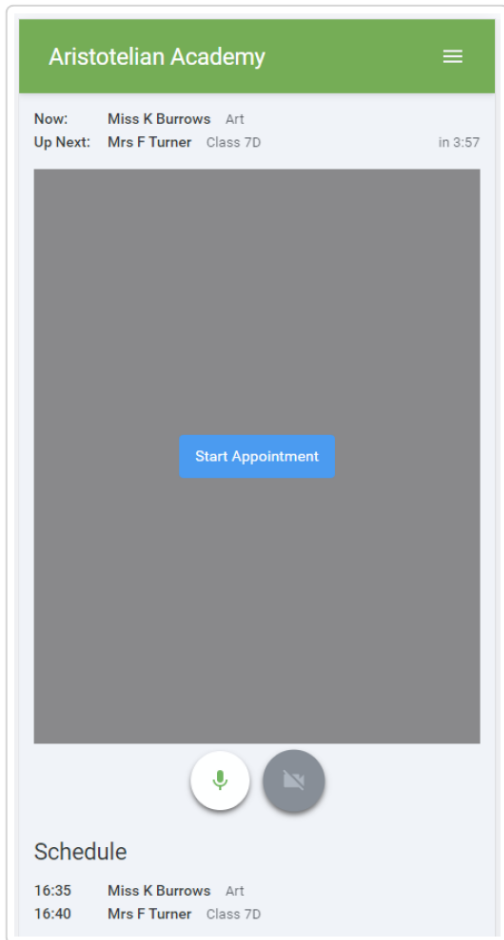 Aristotelian Academy
Now: Miss K Burrows Art
Up Next: Mrs F Turner Class 7D in 3:57
Start Appointment
Schedule
16:35 Miss K Burrows Art
16:40 Mrs F Turner Class 7D